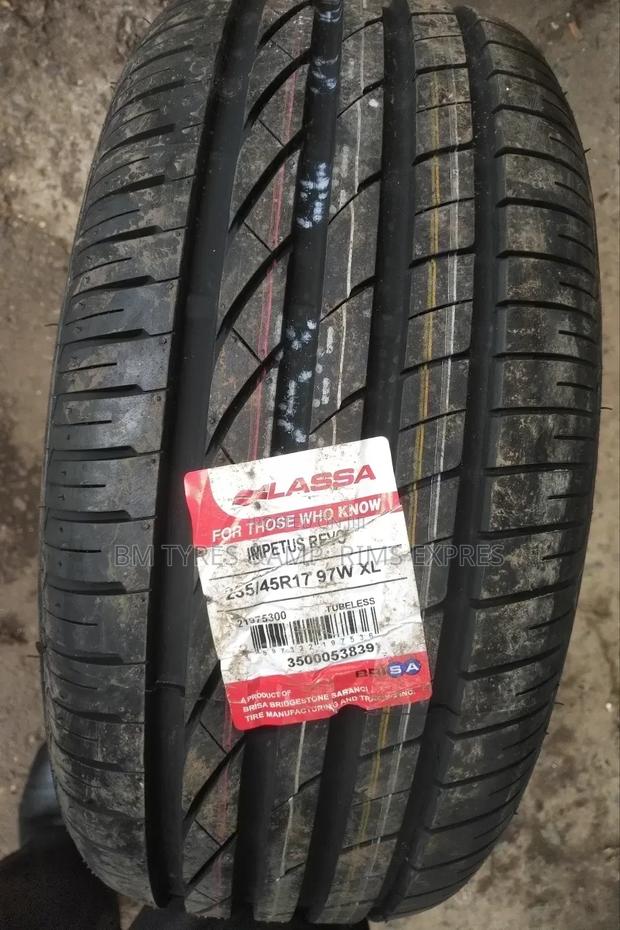 LASSA
FOR THOSE WHO KNOW
IMPETUS REVO
BM TYRES RIMS EXPRES
235/45R17 97W XL
21975300 TUBELESS
3500053839
BRISA
A PRODUCT OF
BRISA BRIDGESTONE SABANCI
TIRE MANUFACTURING AND TRADING INC.